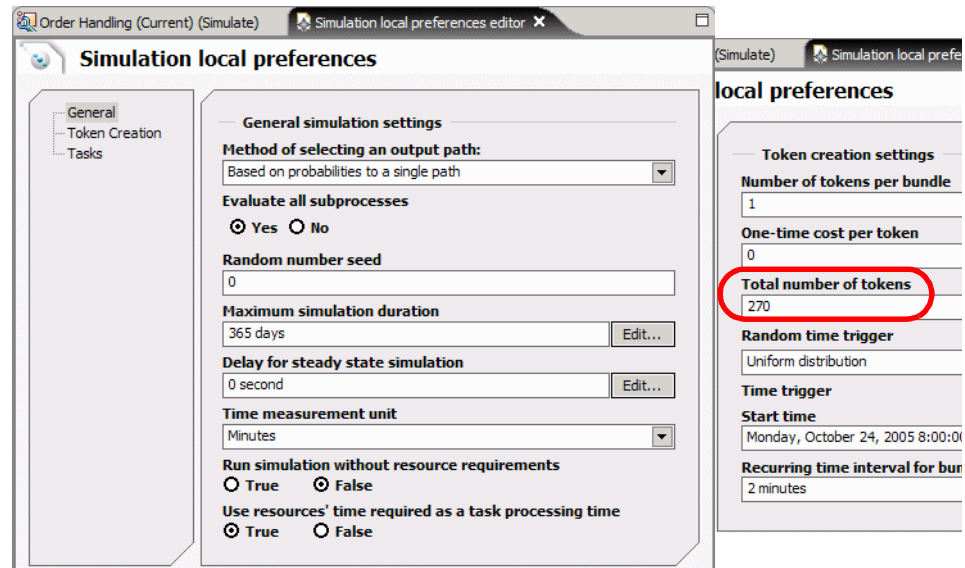 Order Handling (Current) (Simulate)
Simulation local preferences editor
Simulation local preferences
General
Token Creation
Tasks
General simulation settings
Method of selecting an output path:
Based on probabilities to a single path
Evaluate all subprocesses
Yes No
Random number seed
0
Maximum simulation duration
365 days Edit...
Delay for steady state simulation
0 second Edit...
Time measurement unit
Minutes
Run simulation without resource requirements
True False
Use resources' time required as a task processing time
True False
(Simulate) Simulation local prefe
local preferences
Token creation settings
Number of tokens per bundle
1
One-time cost per token
0
Total number of tokens
270
Random time trigger
Uniform distribution
Time trigger
Start time
Monday, October 24, 2005 8:00:00
Recurring time interval for bun
2 minutes